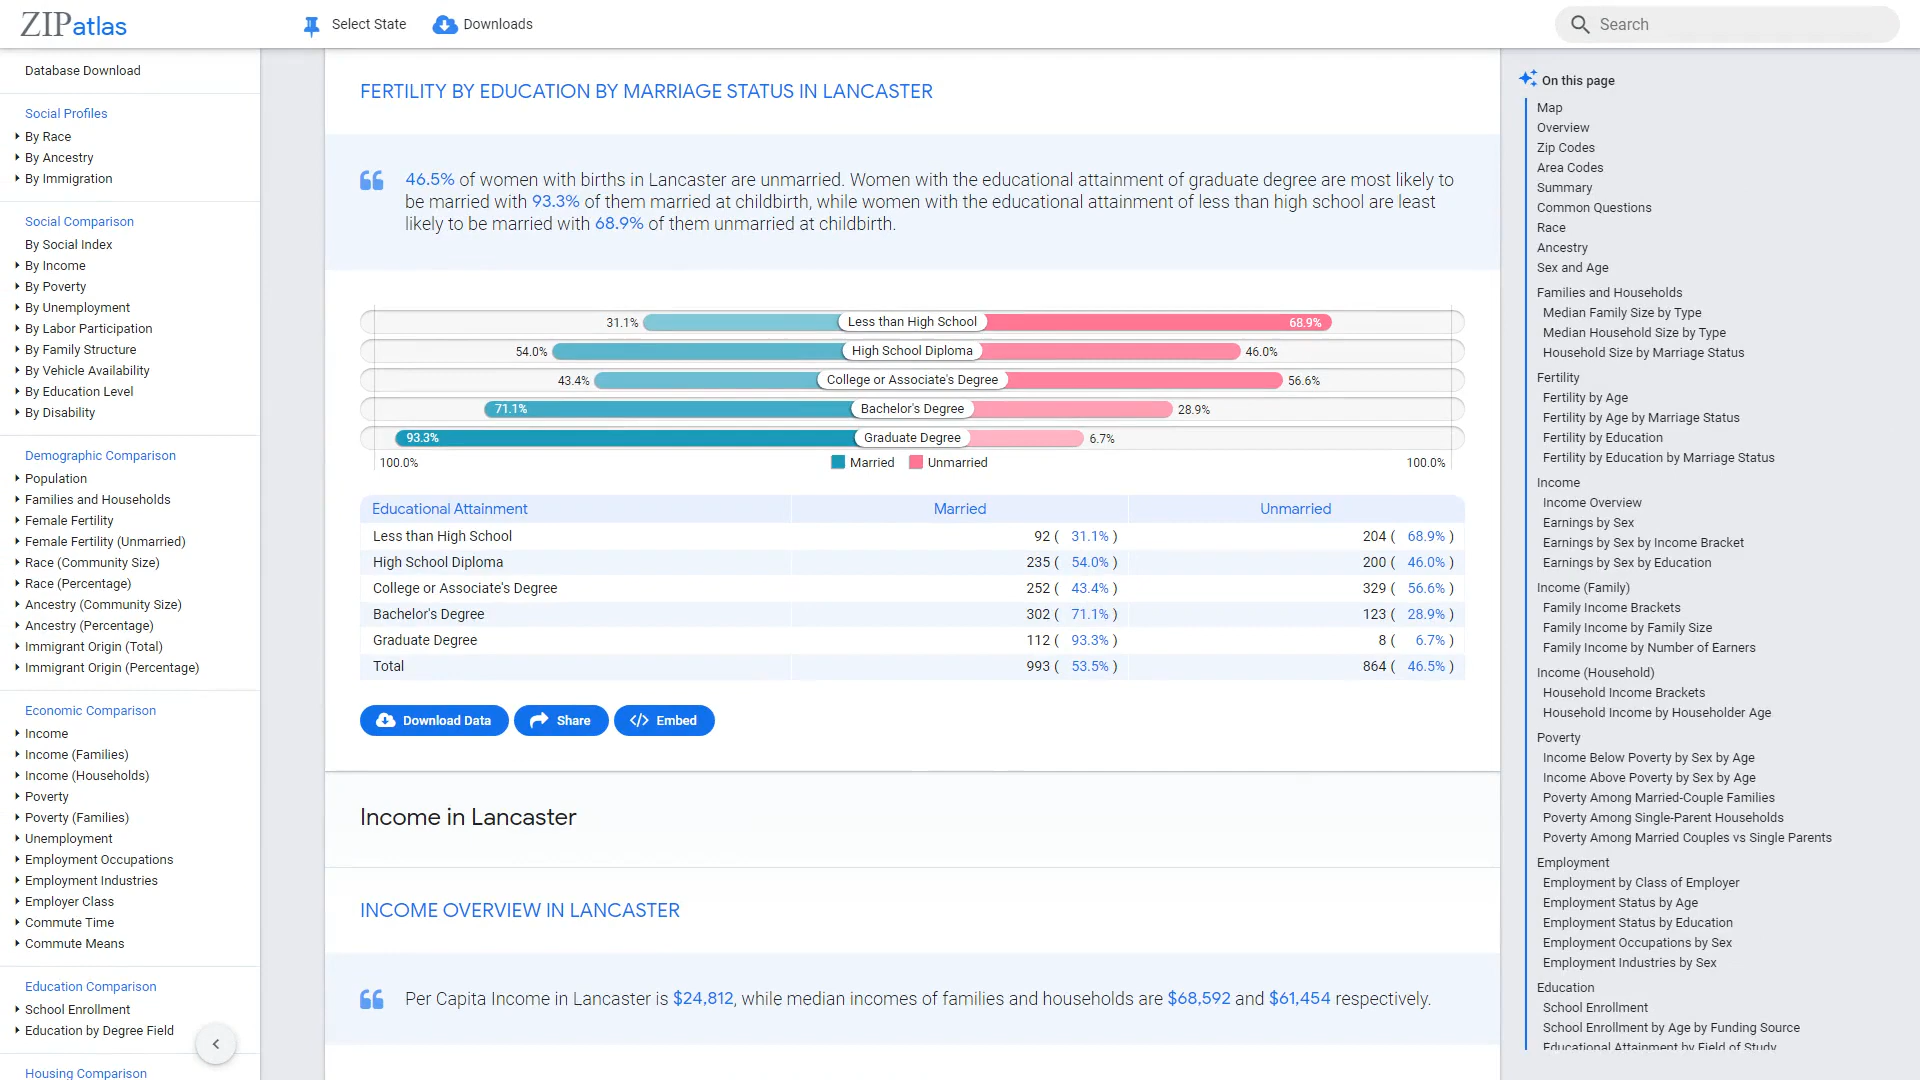 ZIPatlas
Select State
Downloads
Search
Database Download
Social Profiles
By Race
By Ancestry
By Immigration
Social Comparison
By Social Index
By Income
By Poverty
By Unemployment
By Labor Participation
By Family Structure
By Vehicle Availability
By Education Level
By Disability
Demographic Comparison
Population
Families and Households
Female Fertility
Female Fertility (Unmarried)
Race (Community Size)
Race (Percentage)
Ancestry (Community Size)
Ancestry (Percentage)
Immigrant Origin (Total)
Immigrant Origin (Percentage)
Economic Comparison
Income
Income (Families)
Income (Households)
Poverty
Poverty (Families)
Unemployment
Employment Occupations
Employment Industries
Employer Class
Commute Time
Commute Means
Education Comparison
School Enrollment
Education by Degree Field
Housing Comparison
FERTILITY BY EDUCATION BY MARRIAGE STATUS IN LANCASTER
46.5% of women with births in Lancaster are unmarried. Women with the educational attainment of graduate degree are most likely to
be married with 93.3% of them married at childbirth, while women with the educational attainment of less than high school are least
likely to be married with 68.9% of them unmarried at childbirth.
31.1% Less than High School 68.9%
54.0% High School Diploma 46.0%
43.4% College or Associate's Degree 56.6%
71.1% Bachelor's Degree 28.9%
93.3% Graduate Degree 6.7%
100.0% Married Unmarried 100.0%
Educational Attainment Married Unmarried
Less than High School 92 ( 31.1% ) 204 ( 68.9% )
High School Diploma 235 ( 54.0% ) 200 ( 46.0% )
College or Associate's Degree 252 ( 43.4% ) 329 ( 56.6% )
Bachelor's Degree 302 ( 71.1% ) 123 ( 28.9% )
Graduate Degree 112 ( 93.3% ) 8 ( 6.7% )
Total 993 ( 53.5% ) 864 ( 46.5% )
Download Data Share Embed
Income in Lancaster
INCOME OVERVIEW IN LANCASTER
Per Capita Income in Lancaster is $24,812, while median incomes of families and households are $68,592 and $61,454 respectively.
On this page
Map
Overview
Zip Codes
Area Codes
Summary
Common Questions
Race
Ancestry
Sex and Age
Families and Households
Median Family Size by Type
Median Household Size by Type
Household Size by Marriage Status
Fertility
Fertility by Age
Fertility by Age by Marriage Status
Fertility by Education
Fertility by Education by Marriage Status
Income
Income Overview
Earnings by Sex
Earnings by Sex by Income Bracket
Earnings by Sex by Education
Income (Family)
Family Income Brackets
Family Income by Family Size
Family Income by Number of Earners
Income (Household)
Household Income Brackets
Household Income by Householder Age
Poverty
Income Below Poverty by Sex by Age
Income Above Poverty by Sex by Age
Poverty Among Married-Couple Families
Poverty Among Single-Parent Households
Poverty Among Married Couples vs Single Parents
Employment
Employment by Class of Employer
Employment Status by Age
Employment Status by Education
Employment Occupations by Sex
Employment Industries by Sex
Education
School Enrollment
School Enrollment by Age by Funding Source
Educational Attainment by Field of Study